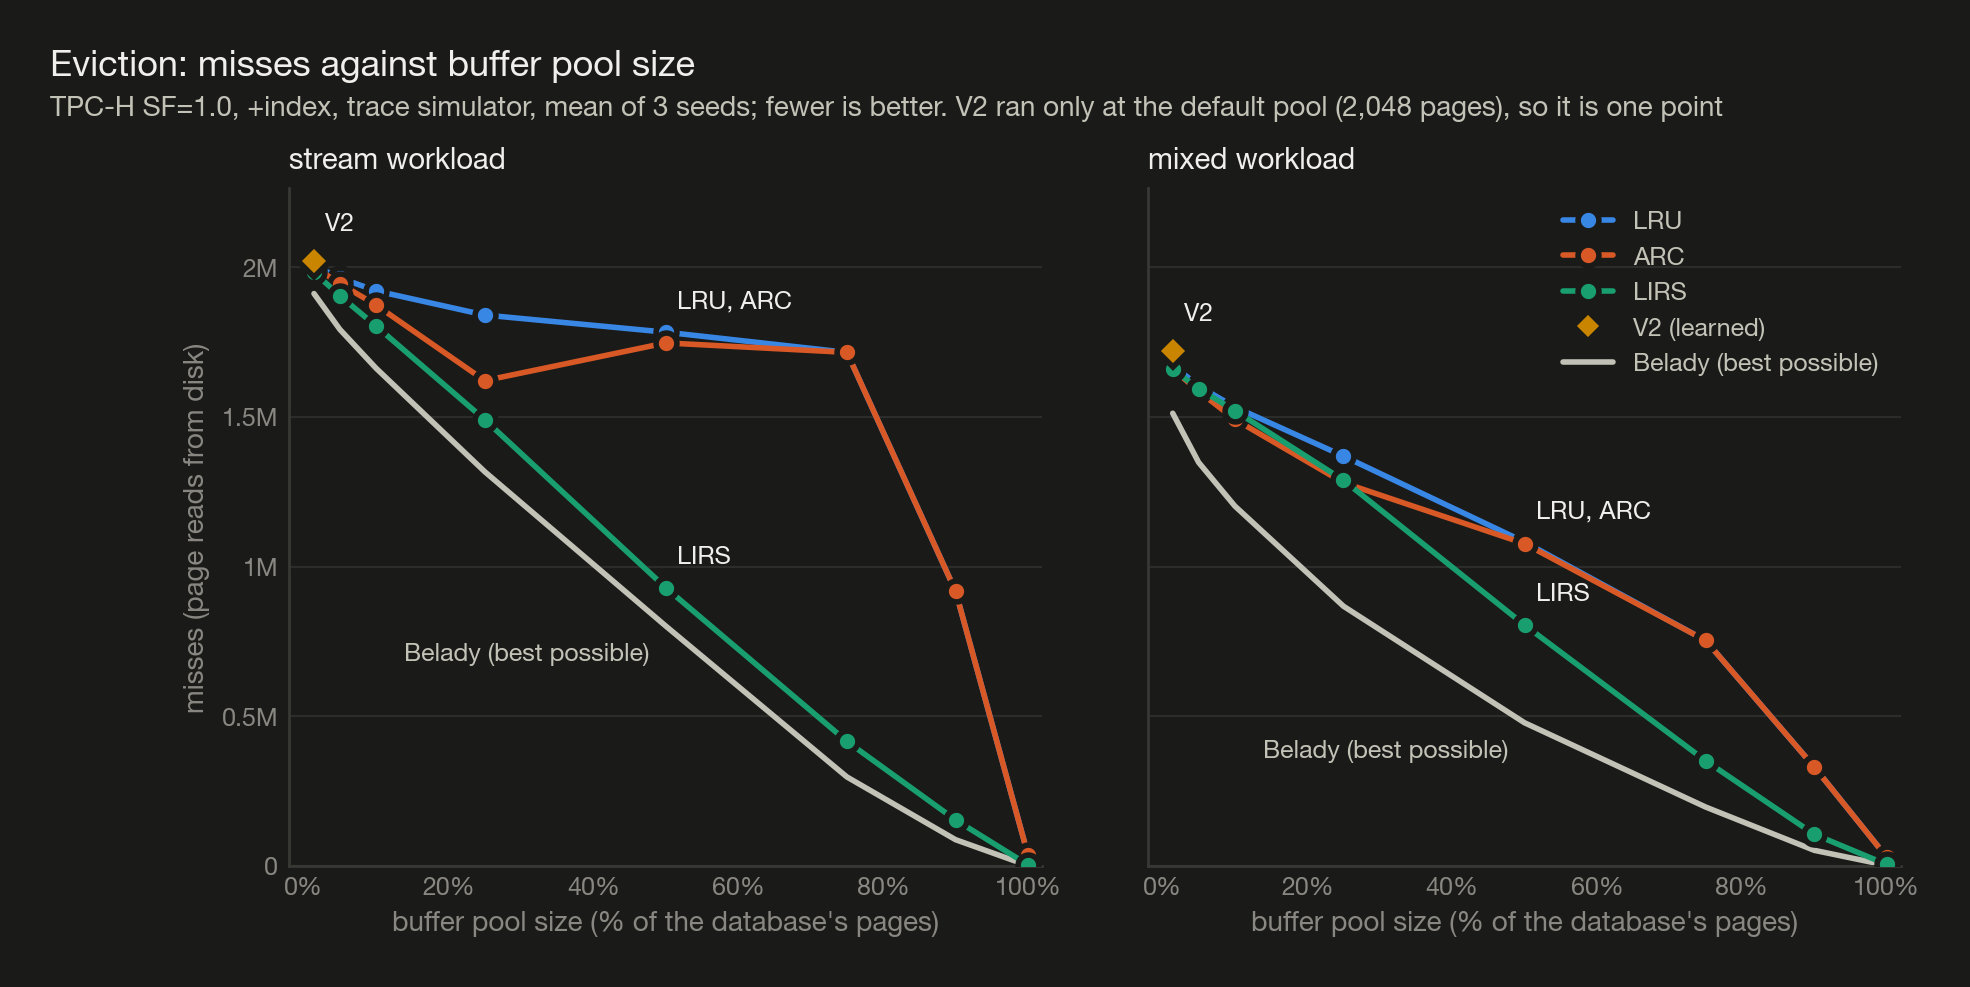 Eviction: misses against buffer pool size
TPC-H SF=1.0, +index, trace simulator, mean of 3 seeds; fewer is better. V2 ran only at the default pool (2,048 pages), so it is one point
stream workload
V2
2M
1.5M
1M
0.5M
0
misses (page reads from disk)
LRU, ARC
LIRS
Belady (best possible)
0% 20% 40% 60% 80% 100%
buffer pool size (% of the database's pages)
mixed workload
V2
LRU
ARC
LIRS
V2 (learned)
Belady (best possible)
LRU, ARC
LIRS
Belady (best possible)
0% 20% 40% 60% 80% 100%
buffer pool size (% of the database's pages)